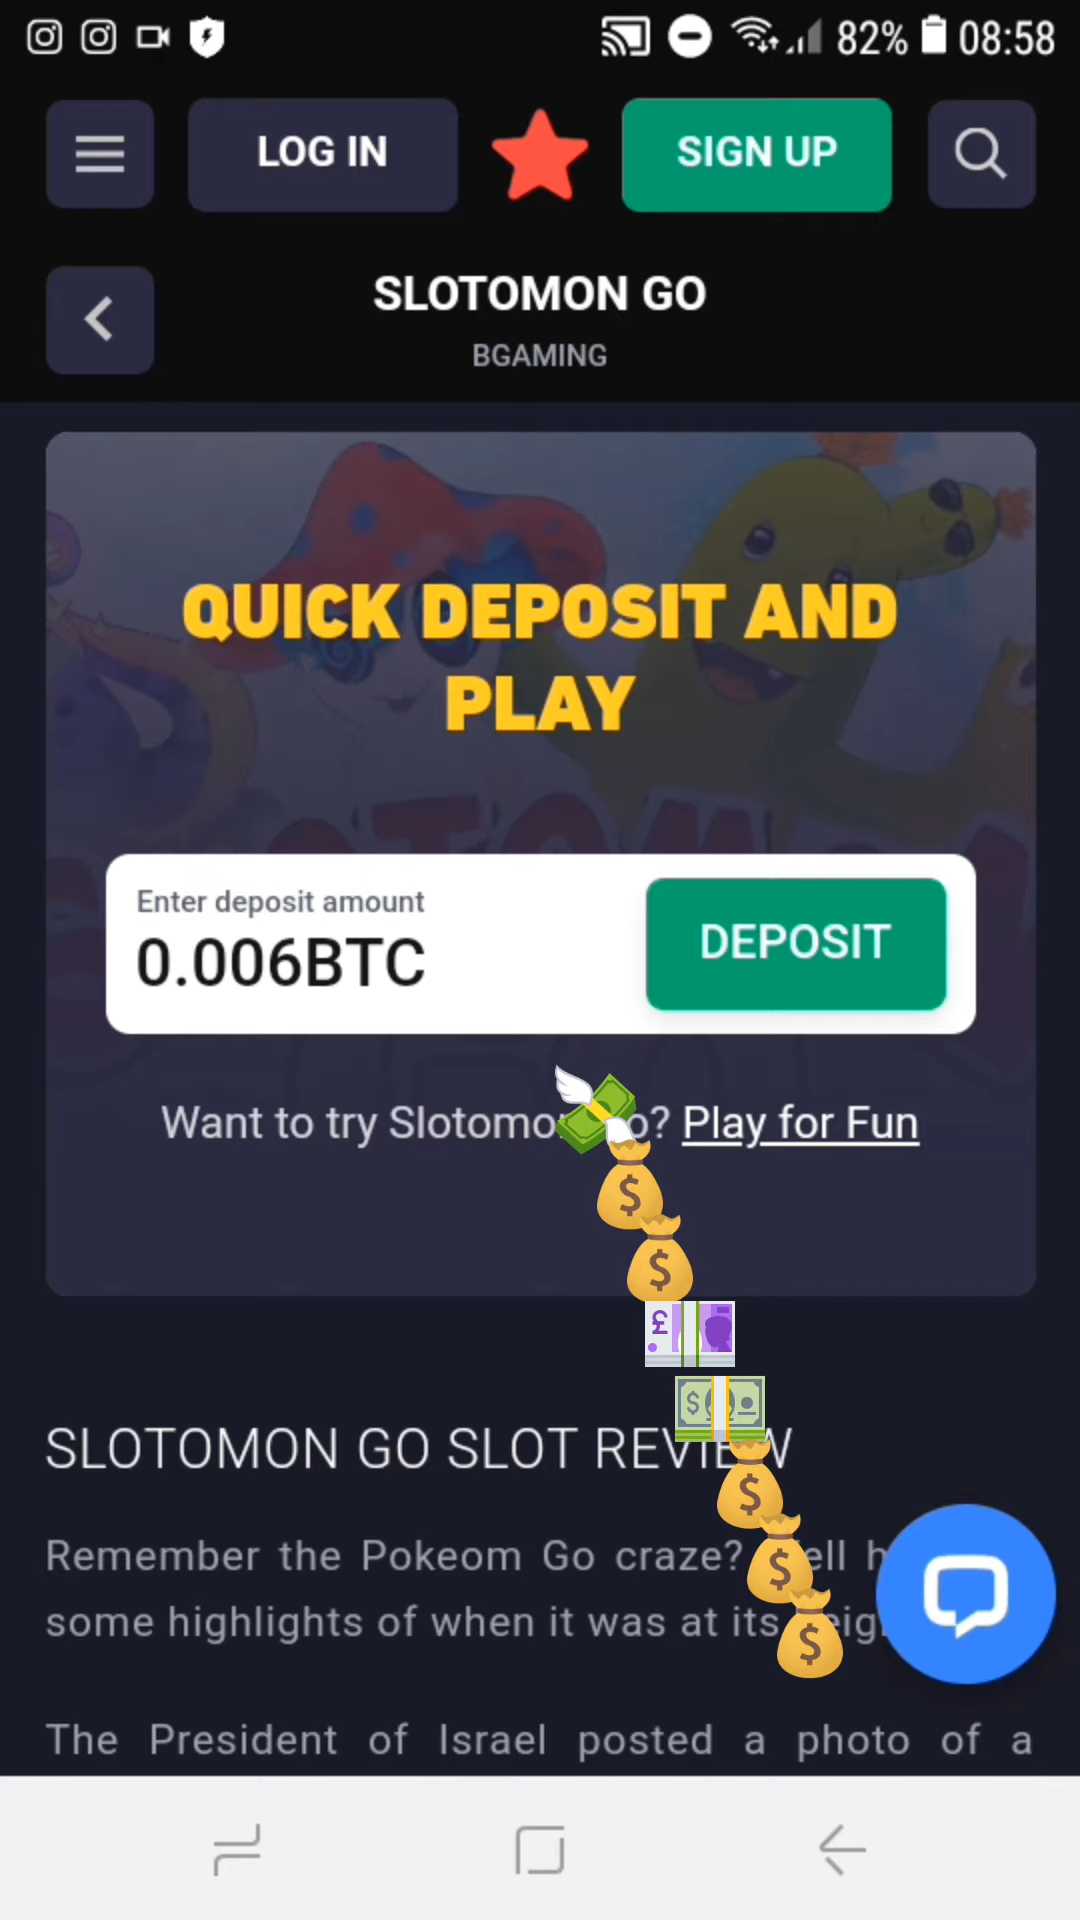 82% 08:58
LOG IN SIGN UP
SLOTOMON GO
BGAMING
QUICK DEPOSIT AND
PLAY
Enter deposit amount
0.006BTC
DEPOSIT
Want to try Slotomo o? Play for Fun
SLOTOMON GO SLOT REVIEW
Remember the Pokeom Go craze? ell h
some highlights of when it was at its eig
The President of Israel posted a photo of a